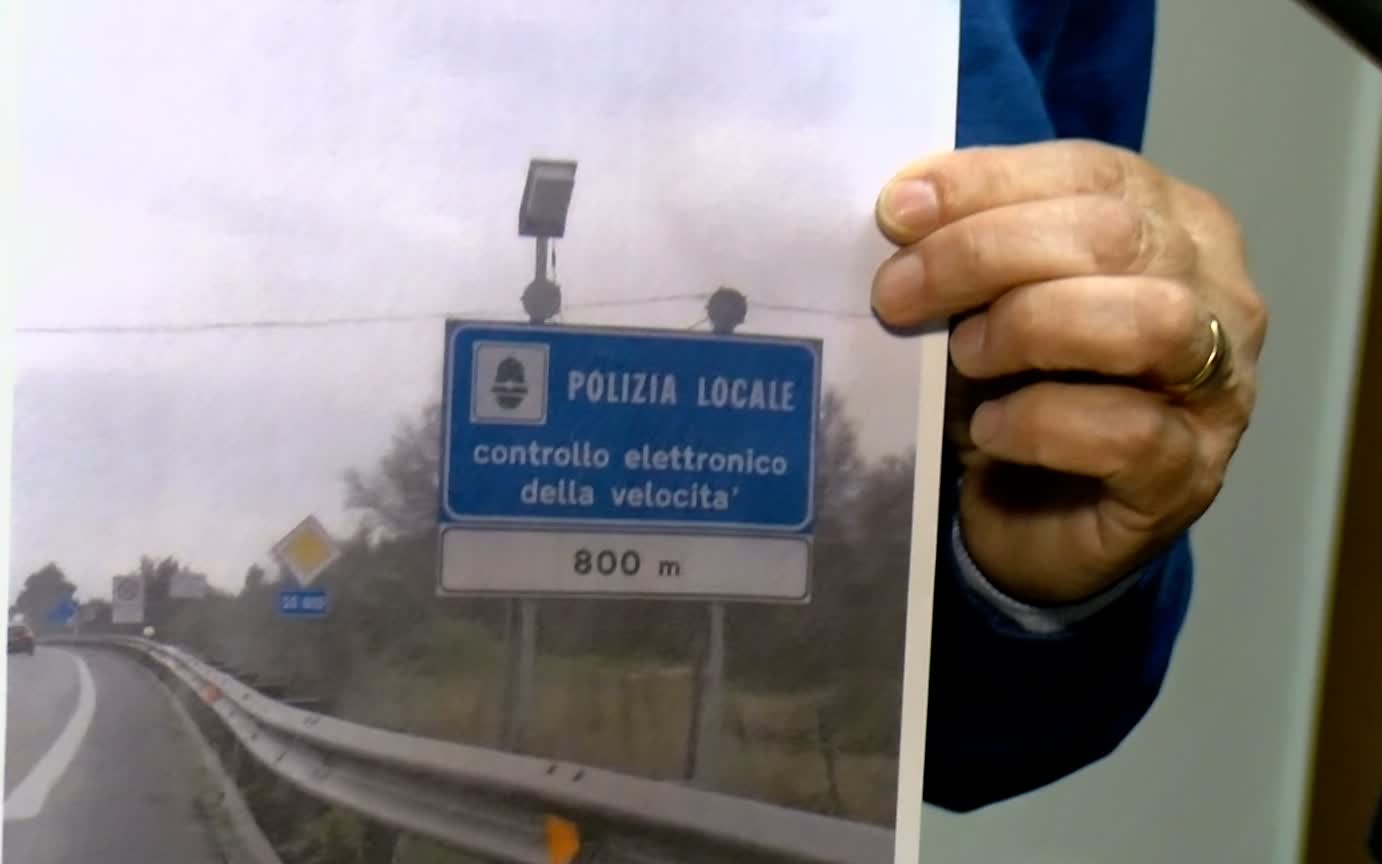 POLIZIA LOCALE
controllo elettronico
della velocita'
800 m